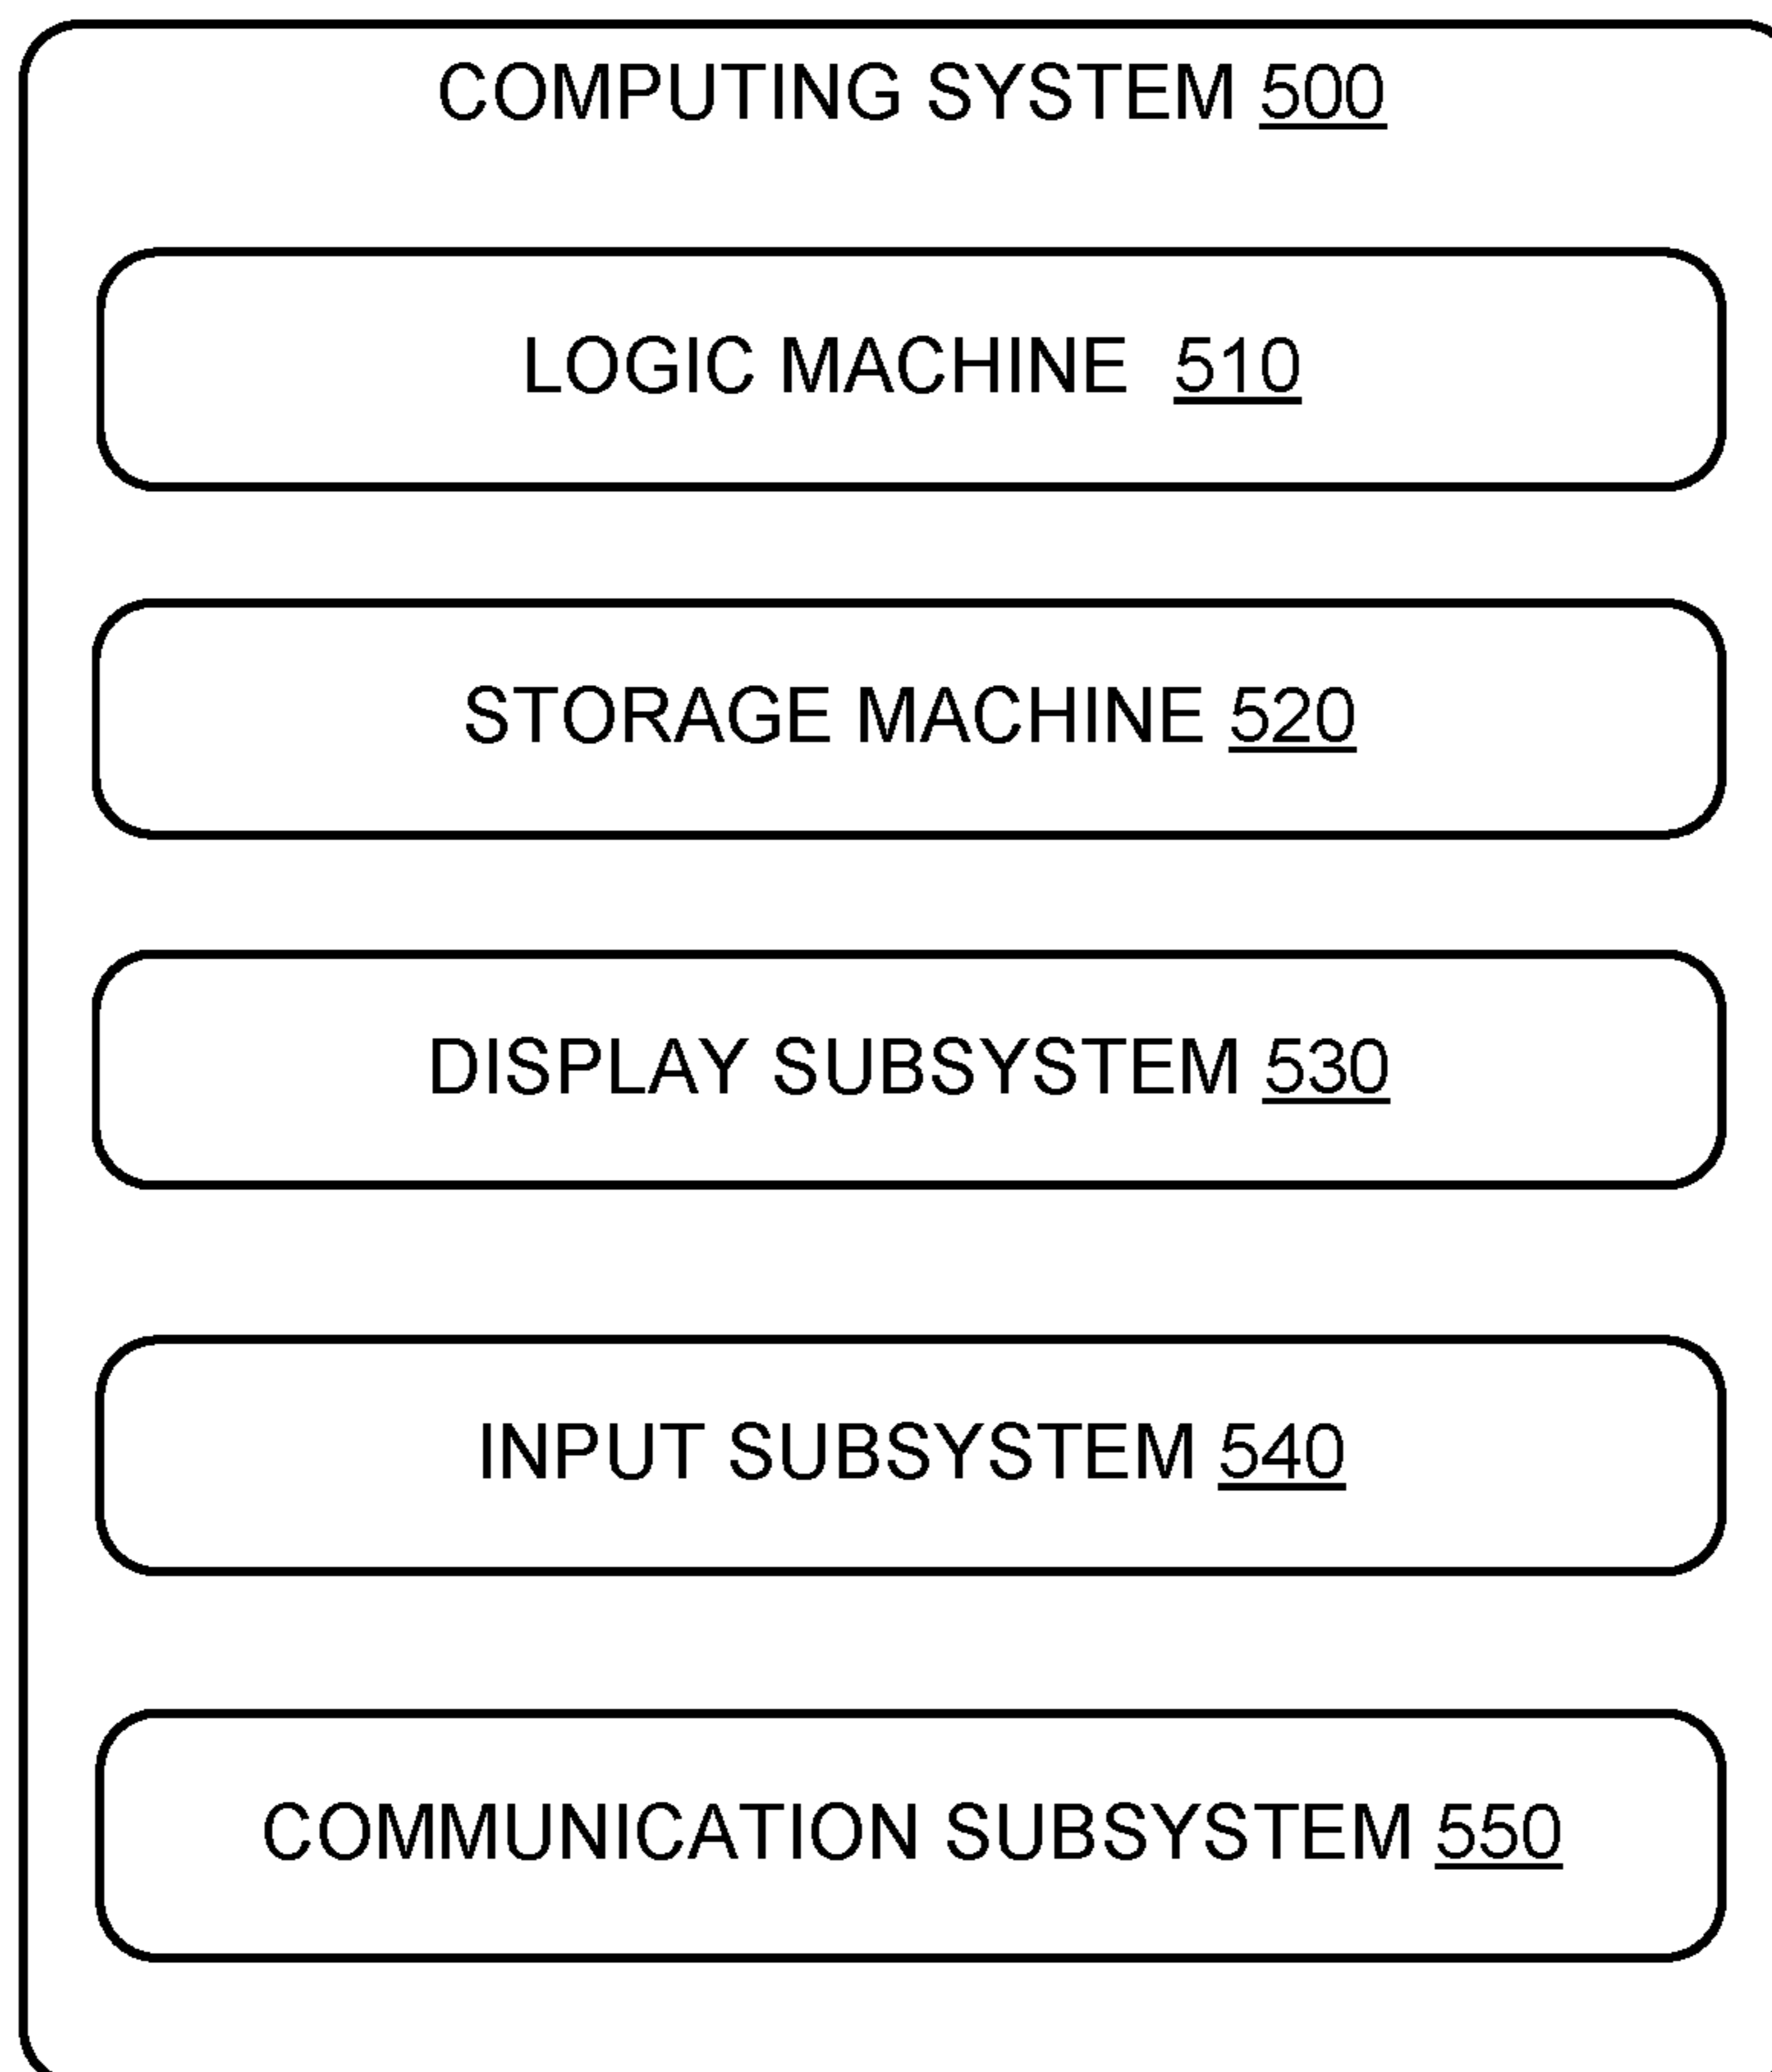 COMPUTING SYSTEM 500
LOGIC MACHINE 510
STORAGE MACHINE 520
DISPLAY SUBSYSTEM 530
INPUT SUBSYSTEM 540
COMMUNICATION SUBSYSTEM 550